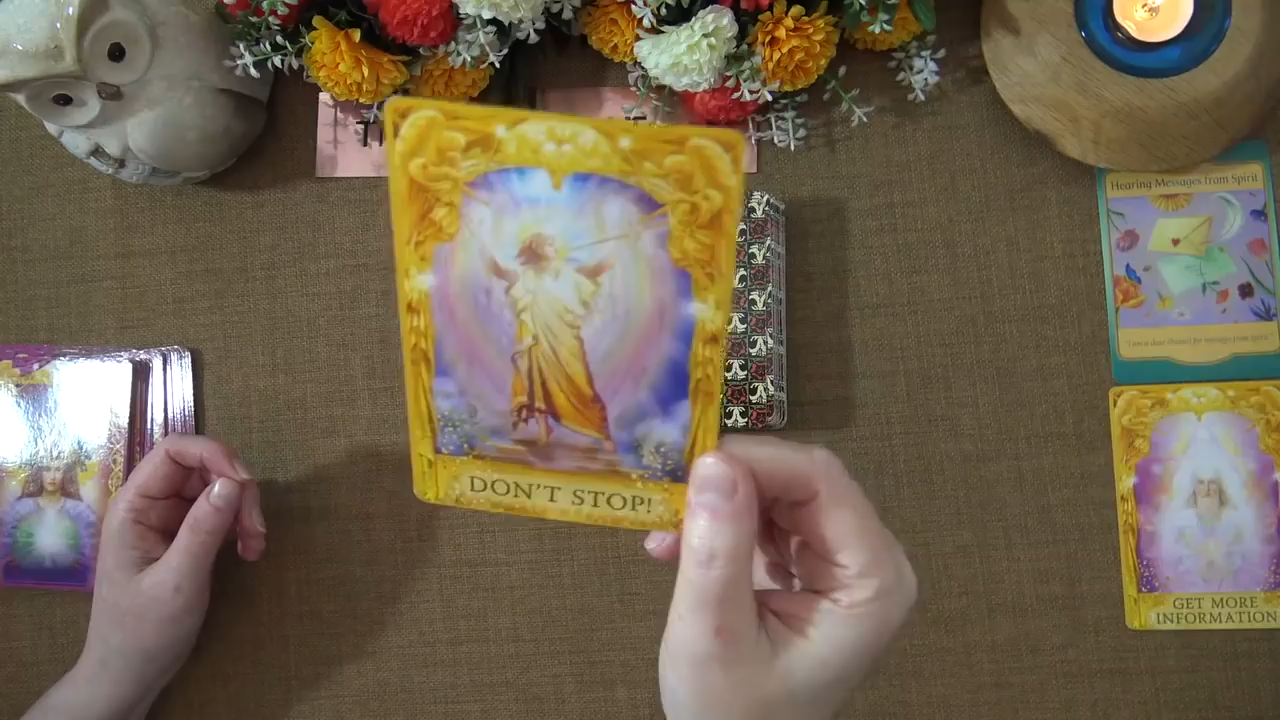 Hearing Messages from Spirit
DON'T STOP!
GET MORE
INFORMATION